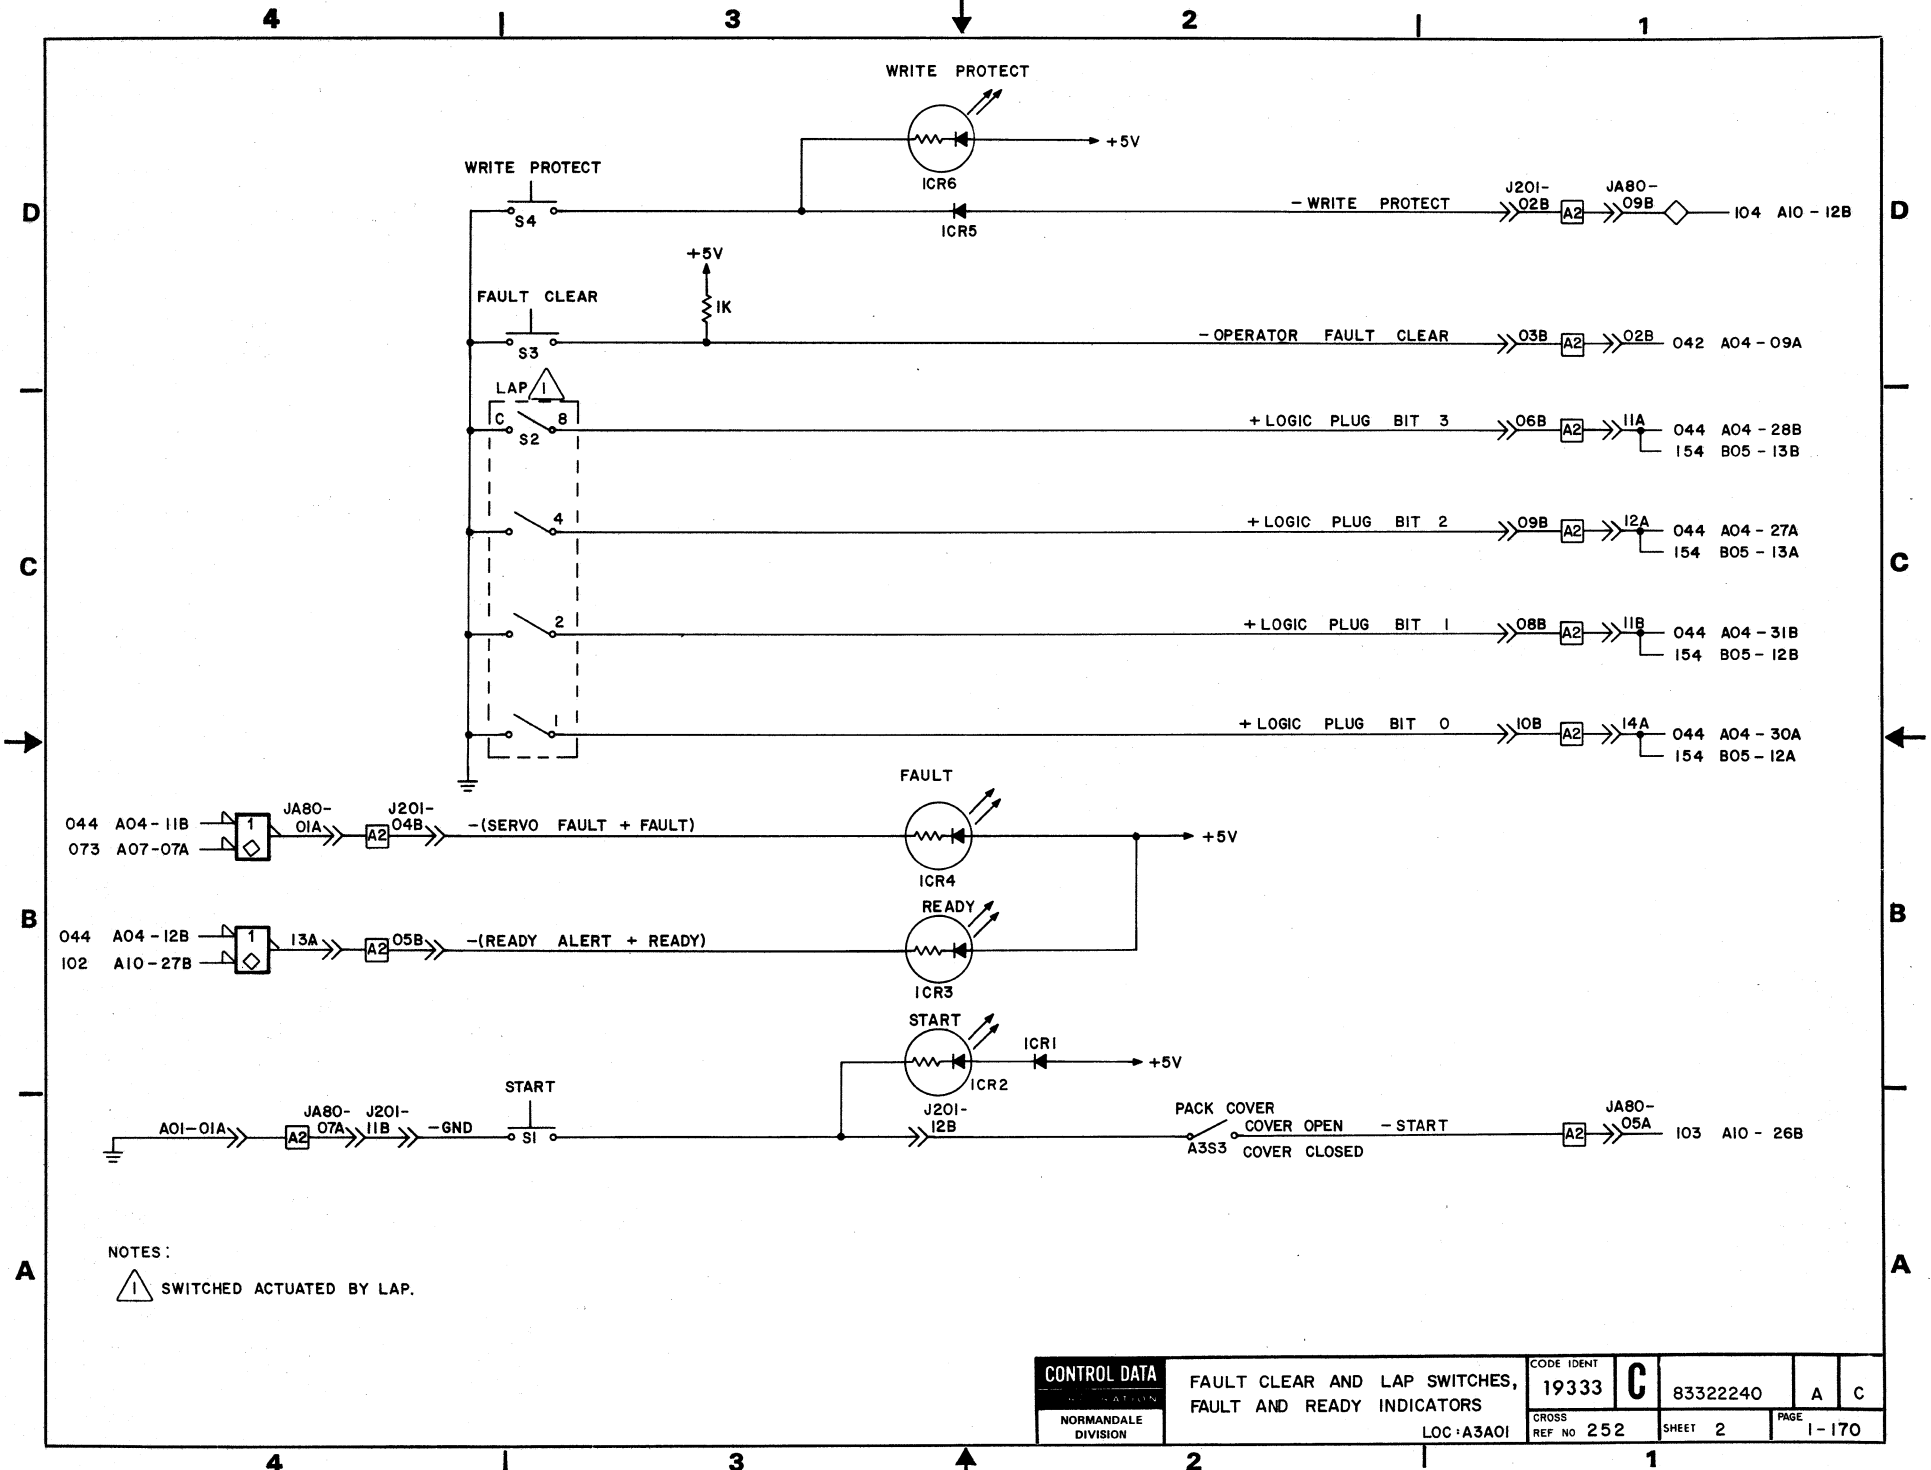 4 3 2 1
WRITE PROTECT
+5V
WRITE PROTECT
ICR6
D
S4
ICR5
-WRITE PROTECT
J201-
02B
A2
JA80-
09B
104 A10-12B
D
+5V
1K
FAULT CLEAR
S3
-OPERATOR FAULT CLEAR
03B
A2
02B
042 A04-09A
LAP 1
C
S2
8
+LOGIC PLUG BIT 3
06B
A2
11A
044 A04-28B
154 B05-13B
4
+LOGIC PLUG BIT 2
09B
A2
12A
044 A04-27A
154 B05-13A
C
C
2
+LOGIC PLUG BIT 1
08B
A2
11B
044 A04-31B
154 B05-12B
1
+LOGIC PLUG BIT 0
10B
A2
14A
044 A04-30A
154 B05-12A
FAULT
044 A04-11B
073 A07-07A
1
JA80-
01A
A2
J201-
04B
-(SERVO FAULT + FAULT)
ICR4
+5V
B
B
READY
044 A04-12B
102 A10-27B
1
13A
A2
05B
-(READY ALERT + READY)
ICR3
START
ICR2
ICR1
+5V
START
A01-01A
A2
JA80-
07A
J201-
11B
-GND
S1
J201-
12B
PACK COVER
A3S3
COVER OPEN
COVER CLOSED
-START
A2
JA80-
05A
103 A10-26B
NOTES:
A
1 SWITCHED ACTUATED BY LAP.
A
CONTROL DATA
NORMANDALE
DIVISION
FAULT CLEAR AND LAP SWITCHES,
FAULT AND READY INDICATORS
LOC:A3A01
CODE IDENT
19333
C
83322240
A
C
CROSS
REF NO 252
SHEET 2
PAGE
1-170
4 3 2 1